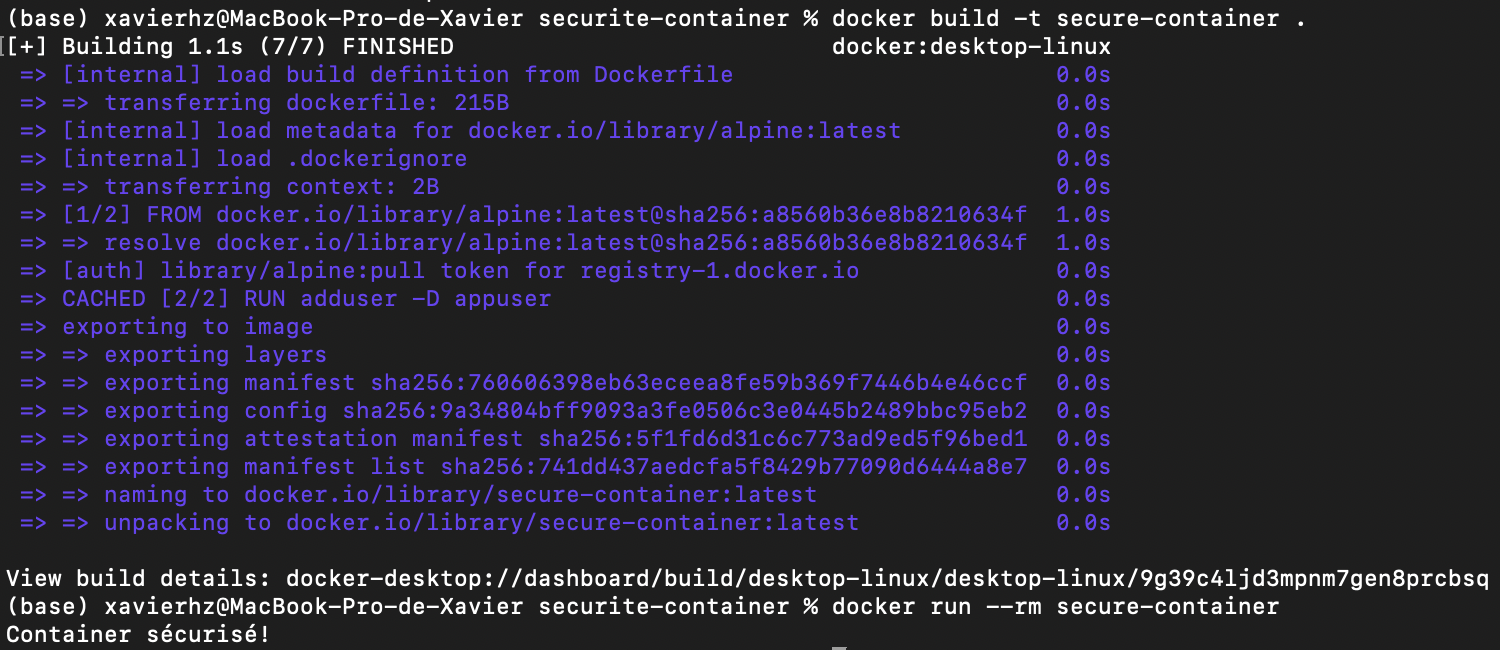 (base) xavierhz@MacBook-Pro-de-Xavier securite-container % docker build -t secure-container .
[[+] Building 1.1s (7/7) FINISHED docker:desktop-linux
=> [internal] load build definition from Dockerfile 0.0s
=> => transferring dockerfile: 215B 0.0s
=> [internal] load metadata for docker.io/library/alpine:latest 0.0s
=> [internal] load .dockerignore 0.0s
=> => transferring context: 2B 0.0s
=> [1/2] FROM docker.io/library/alpine:latest@sha256:a8560b36e8b8210634f 1.0s
=> => resolve docker.io/library/alpine:latest@sha256:a8560b36e8b8210634f 1.0s
=> [auth] library/alpine:pull token for registry-1.docker.io 0.0s
=> CACHED [2/2] RUN adduser -D appuser 0.0s
=> exporting to image 0.0s
=> => exporting layers 0.0s
=> => exporting manifest sha256:760606398eb63eceea8fe59b369f7446b4e46ccf 0.0s
=> => exporting config sha256:9a34804bff9093a3fe0506c3e0445b2489bbc95eb2 0.0s
=> => exporting attestation manifest sha256:5f1fd6d31c6c773ad9ed5f96bed1 0.0s
=> => exporting manifest list sha256:741dd437aedcfa5f8429b77090d6444a8e7 0.0s
=> => naming to docker.io/library/secure-container:latest 0.0s
=> => unpacking to docker.io/library/secure-container:latest 0.0s
View build details: docker-desktop://dashboard/build/desktop-linux/desktop-linux/9g39c4ljd3mpnm7gen8prcbsq
(base) xavierhz@MacBook-Pro-de-Xavier securite-container % docker run --rm secure-container
Container sécurisé!